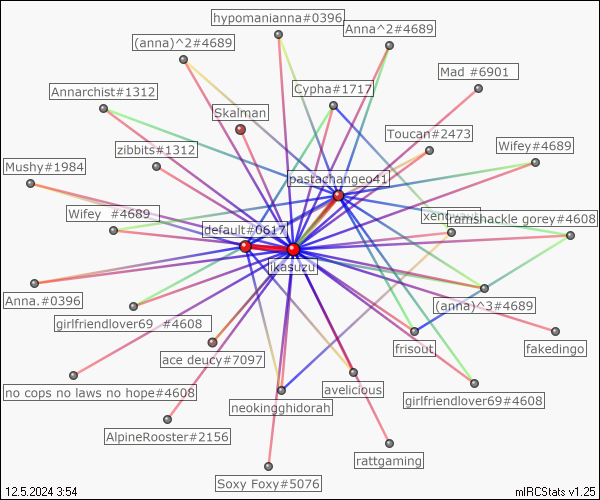 hypomanianna#0396
Anna^2#4689
(anna)^2#4689
Mad #6901
Cypha#1717
Annarchist#1312
Skalman
Toucan#2473
Wifey#4689
zibbits#1312
Mushy#1984
pastachangeo41
Wifey #4689
ramshackle gorey#4608
default#0617
ikasuzu
Anna.#0396
(anna)^3#4689
girlfriendlover69_#4608
frisout
fakedingo
ace deucy#7097
no cops no laws no hope#4608
avelicious
girlfriendlover69#4608
neokingghidorah
AlpineRooster#2156
rattgaming
Soxy Foxy#5076
12.5.2024 3:54
mIRCStats v1.25